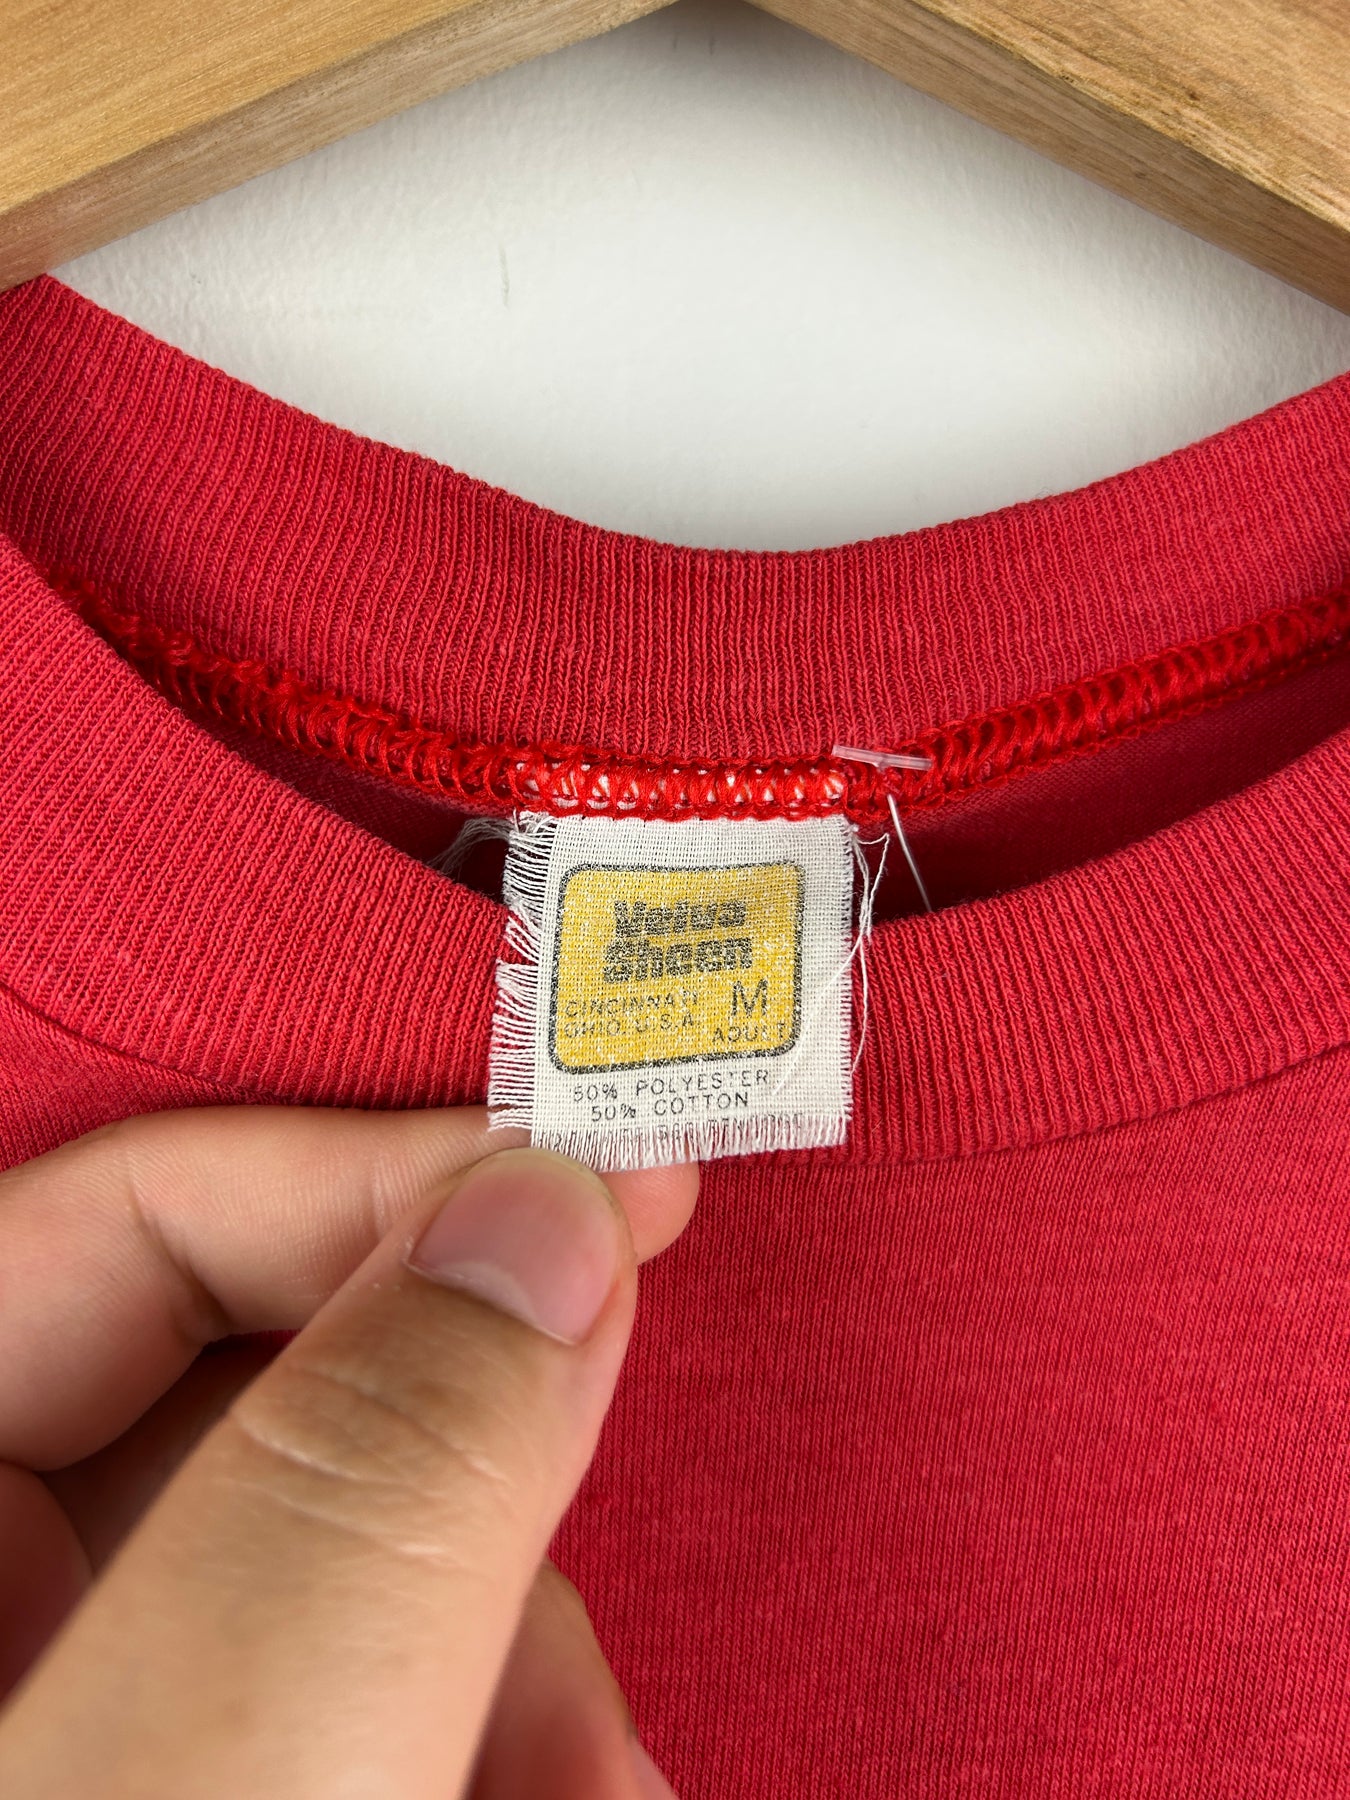 Velva
Sheen
CINCINNATI
OHIO U.S.A.
M
ADULT
50% POLYESTER
50% COTTON